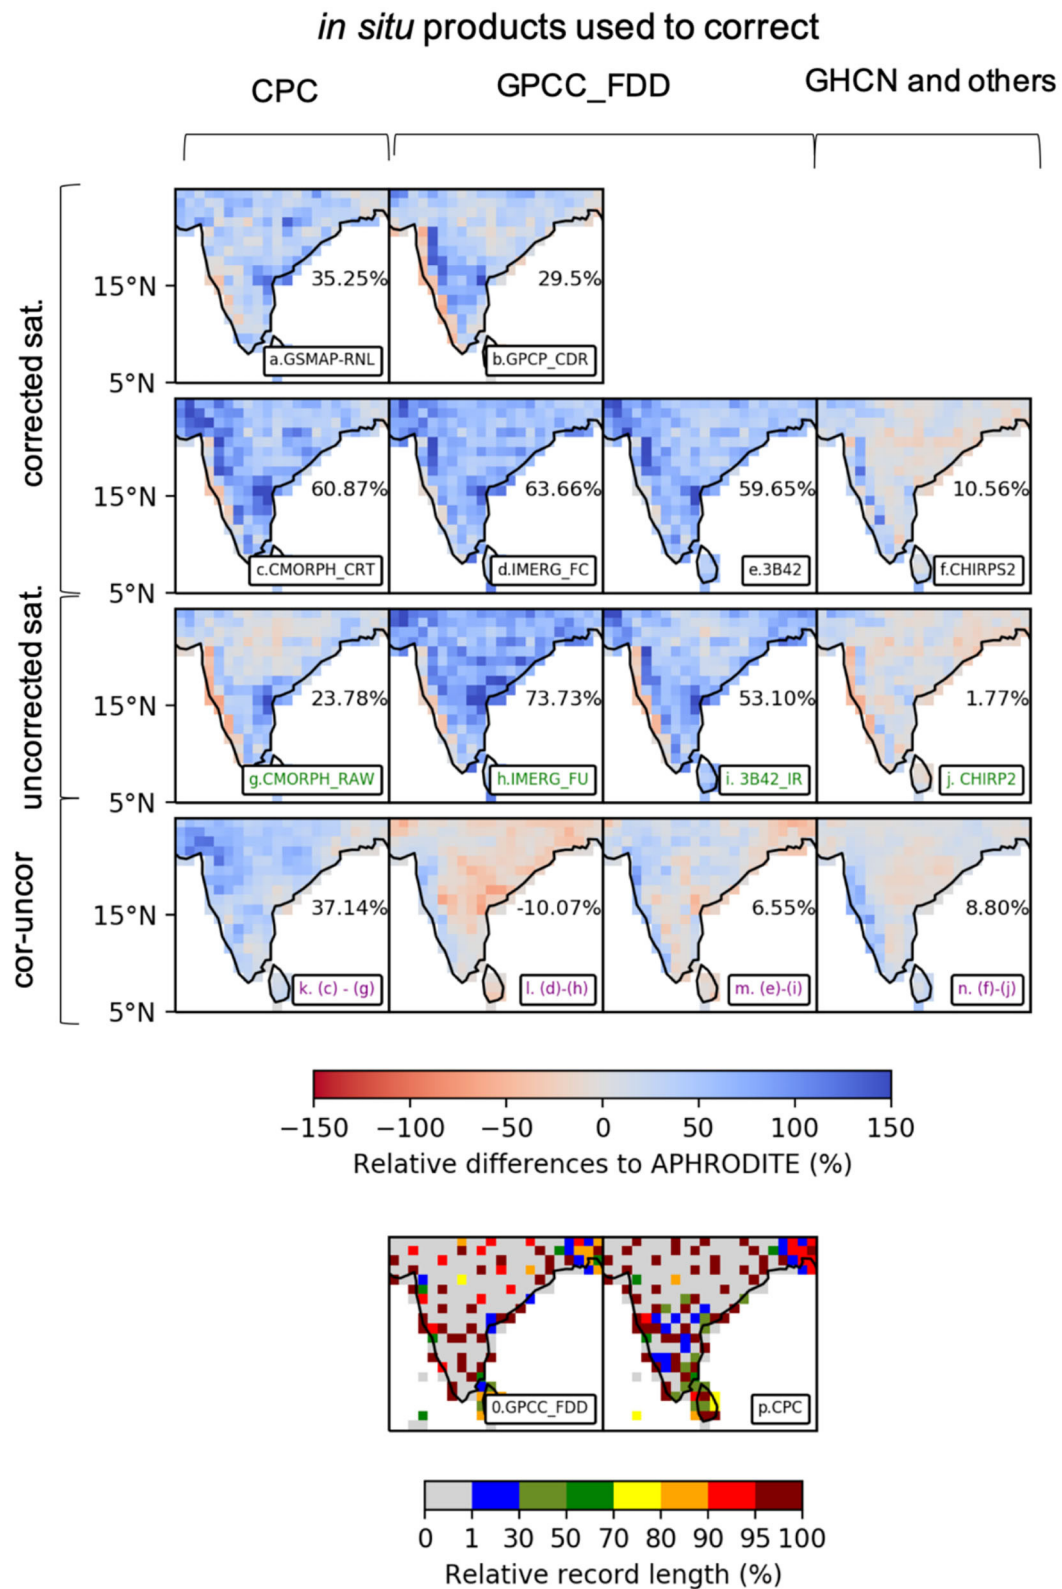 in situ products used to correct
CPC
GPCC_FDD
GHCN and others
corrected sat.
15°N
5°N
35.25%
a.GSMAP-RNL
29.5%
b.GPCP_CDR
15°N
5°N
60.87%
c.CMORPH_CRT
63.66%
d.IMERG_FC
59.65%
e.3B42
10.56%
f.CHIRPS2
uncorrected sat.
15°N
5°N
23.78%
g.CMORPH_RAW
73.73%
h.IMERG_FU
53.10%
i. 3B42_IR
1.77%
j. CHIRP2
cor-uncor
15°N
5°N
37.14%
k. (c) - (g)
-10.07%
l. (d)-(h)
6.55%
m. (e)-(i)
8.80%
n. (f)-(j)
−150 −100 −50 0 50 100 150
Relative differences to APHRODITE (%)
0.GPCC_FDD
p.CPC
0 1 30 50 70 80 90 95 100
Relative record length (%)